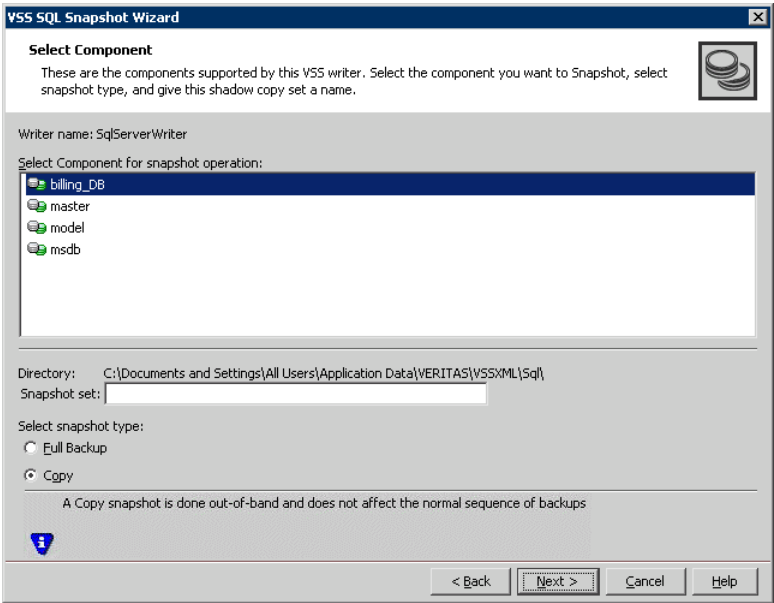 VSS SQL Snapshot Wizard
Select Component
These are the components supported by this VSS writer. Select the component you want to Snapshot, select
snapshot type, and give this shadow copy set a name.
Writer name: SqlServerWriter
Select Component for snapshot operation:
billing_DB
master
model
msdb
Directory: C:\Documents and Settings\All Users\Application Data\VERITAS\VSSXML\Sql\
Snapshot set:
Select snapshot type:
Full Backup
Copy
A Copy snapshot is done out-of-band and does not affect the normal sequence of backups
< Back Next > Cancel Help